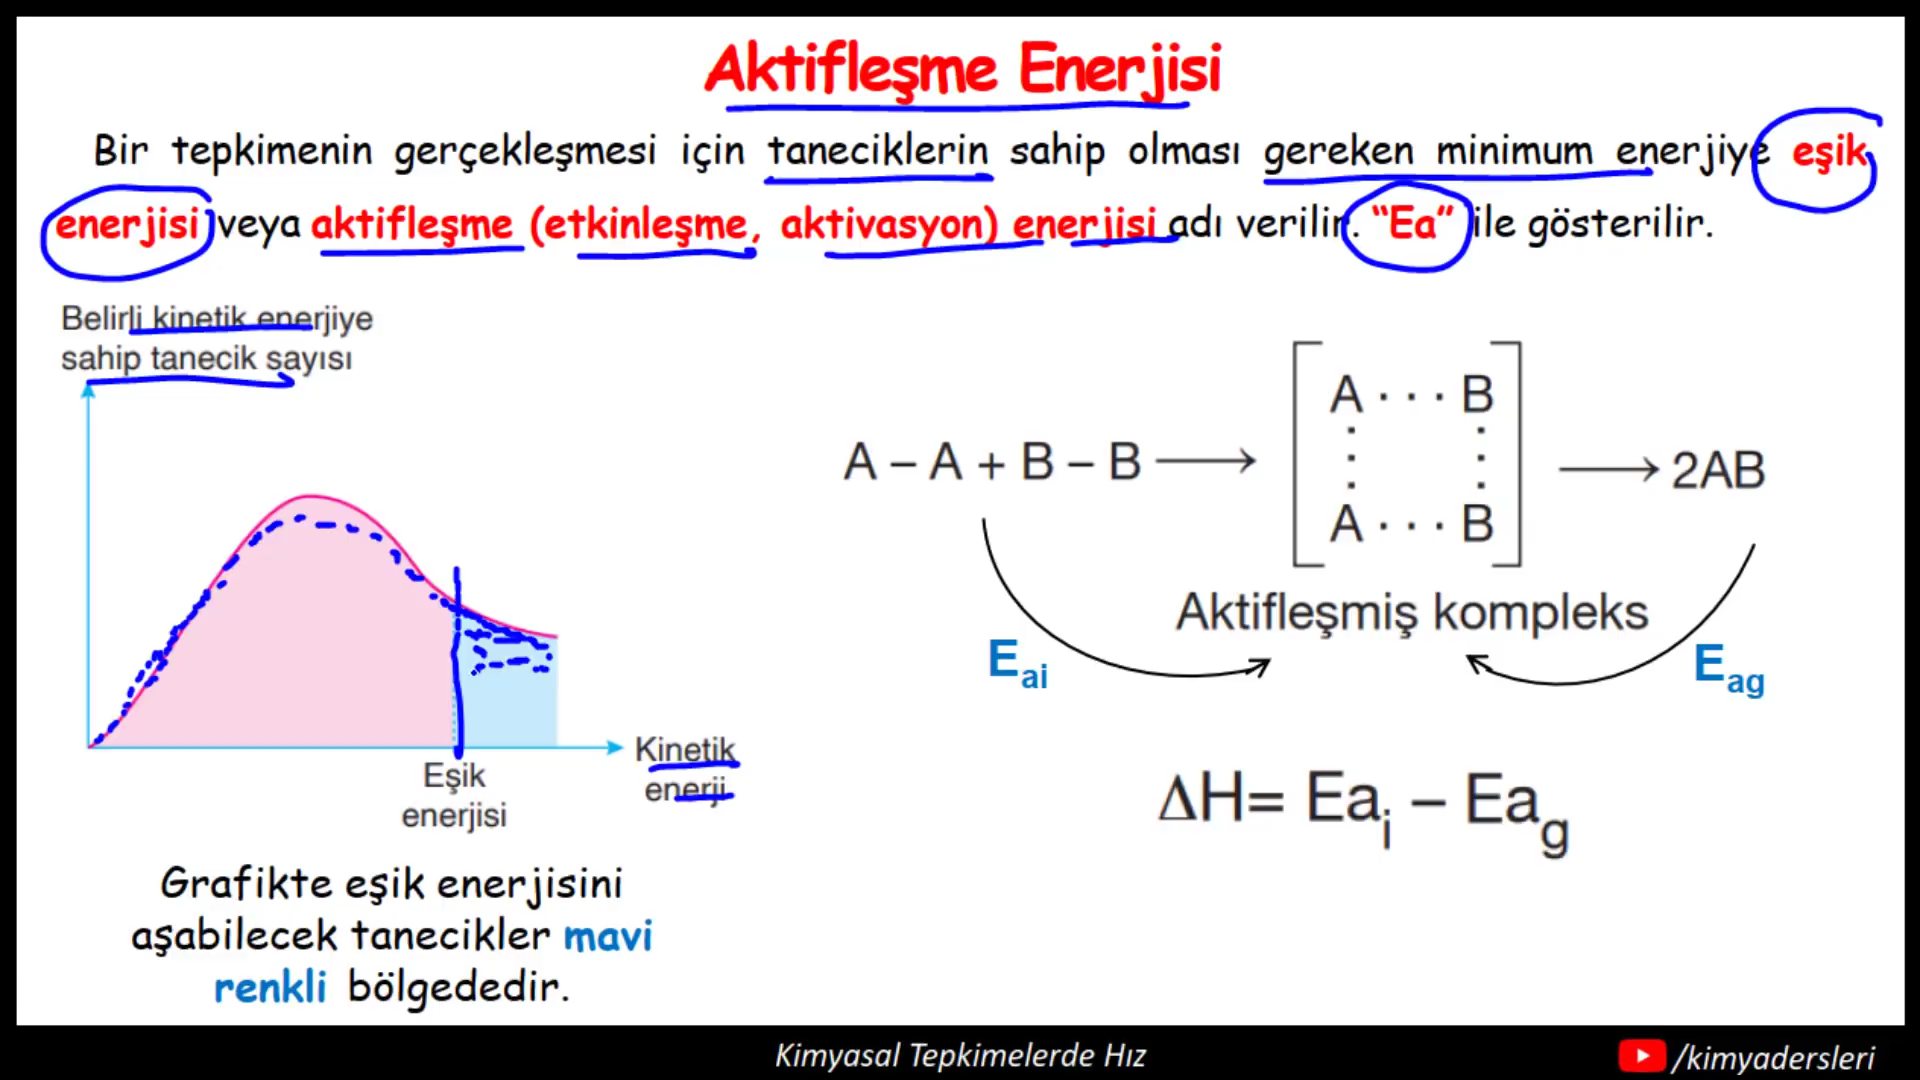 Aktifleşme Enerjisi
Bir tepkimenin gerçekleşmesi için taneciklerin sahip olması gereken minimum enerjiye eşik
enerjisi veya aktifleşme (etkinleşme, aktivasyon) enerjisi adı verilir. “Ea” ile gösterilir.
Belirli kinetik enerjiye
sahip tanecik sayısı
Eşik
enerjisi
Kinetik
enerji
Grafikte eşik enerjisini
aşabilecek tanecikler mavi
renkli bölgededir.
A · · · B
A – A + B – B → 2AB
A · · · B
Aktifleşmiş kompleks
Eai
Eag
ΔH= Eai – Eag
Kimyasal Tepkimelerde Hız
/kimyadersleri